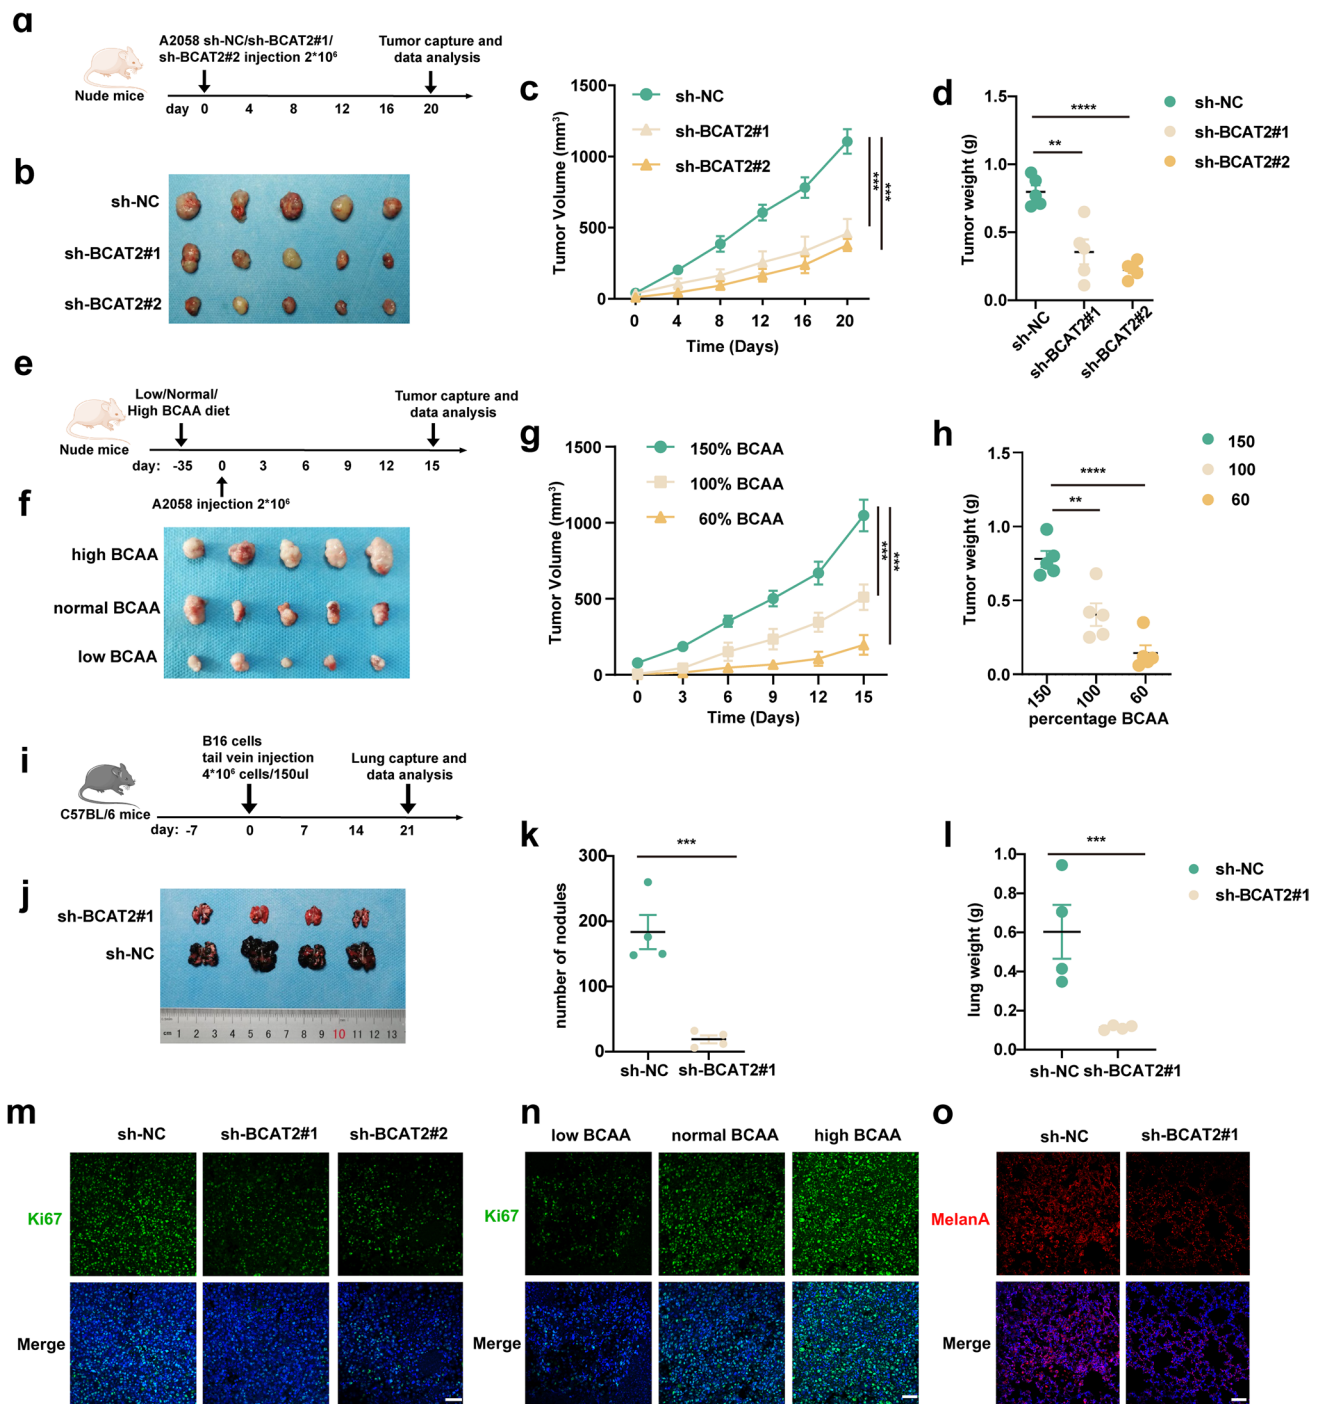 a
A2058 sh-NC/sh-BCAT2#1/
sh-BCAT2#2 injection 2*10⁶
Tumor capture and
data analysis
Nude mice
day 0 4 8 12 16 20
b
sh-NC
sh-BCAT2#1
sh-BCAT2#2
c
sh-NC
sh-BCAT2#1
sh-BCAT2#2
Tumor Volume (mm³)
1500
1000
500
0
0 4 8 12 16 20
Time (Days)
***
***
d
Tumor weight (g)
1.5
1.0
0.5
0.0
****
**
sh-NC
sh-BCAT2#1
sh-BCAT2#2
sh-NC
sh-BCAT2#1
sh-BCAT2#2
e
Low/Normal/
High BCAA diet
Tumor capture and
data analysis
Nude mice
day: -35 0 3 6 9 12 15
A2058 injection 2*10⁶
f
high BCAA
normal BCAA
low BCAA
g
150% BCAA
100% BCAA
60% BCAA
Tumor Volume (mm³)
1500
1000
500
0
0 3 6 9 12 15
Time (Days)
***
***
h
Tumor weight (g)
1.5
1.0
0.5
0.0
****
**
150
100
60
150 100 60
percentage BCAA
i
B16 cells
tail vein injection
4*10⁶ cells/150ul
Lung capture and
data analysis
C57BL/6 mice
day: -7 0 7 14 21
j
sh-BCAT2#1
sh-NC
cm 1 2 3 4 5 6 7 8 9 10 11 12 13
k
number of nodules
300
200
100
0
***
sh-NC sh-BCAT2#1
l
lung weight (g)
1.0
0.8
0.6
0.4
0.2
0.0
***
sh-NC
sh-BCAT2#1
sh-NC sh-BCAT2#1
m
sh-NC sh-BCAT2#1 sh-BCAT2#2
Ki67
Merge
n
low BCAA normal BCAA high BCAA
Ki67
Merge
o
sh-NC sh-BCAT2#1
MelanA
Merge